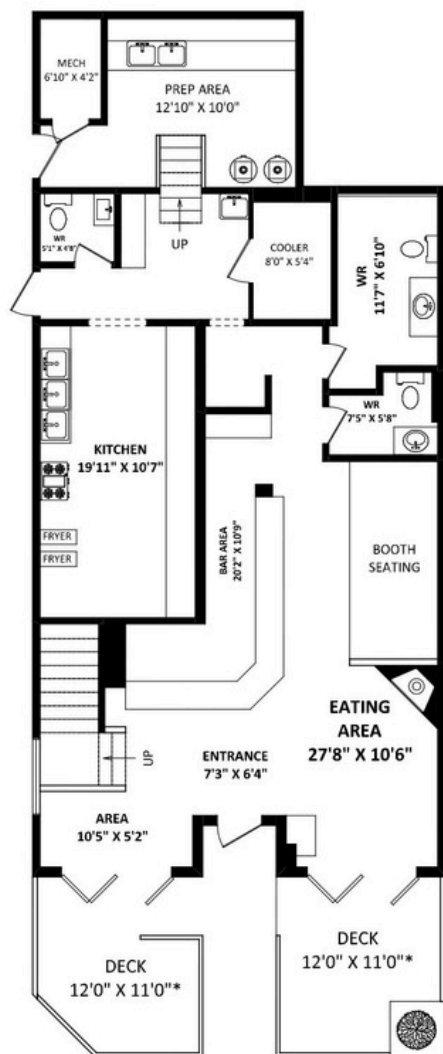 MECH
6'10" X 4'2"
PREP AREA
12'10" X 10'0"
WR
5'1" X 4'8"
UP
COOLER
8'0" X 5'4"
WR
11'7" X 6'10"
WR
7'5" X 5'8"
KITCHEN
19'11" X 10'7"
FRYER
FRYER
BAR AREA
20'2" X 10'9"
BOOTH
SEATING
EATING
AREA
27'8" X 10'6"
ENTRANCE
7'3" X 6'4"
UP
AREA
10'5" X 5'2"
DECK
12'0" X 11'0"*
DECK
12'0" X 11'0"*